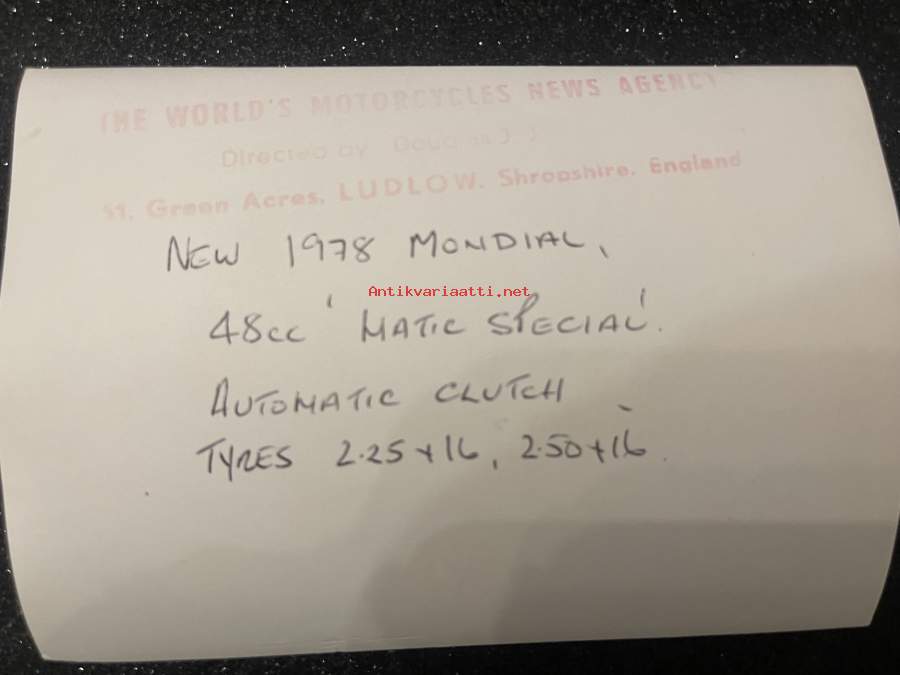 THE WORLD'S MOTORCYCLES NEWS AGENCY
Directed by Douglas J.
51, Green Acres, LUDLOW, Shropshire, England
NEW 1978 MONDIAL,
Antikvariaatti.net
48cc 'MATIC SPECIAL'.
AUTOMATIC CLUTCH
TYRES 2.25 x 16, 2.50 x 16.